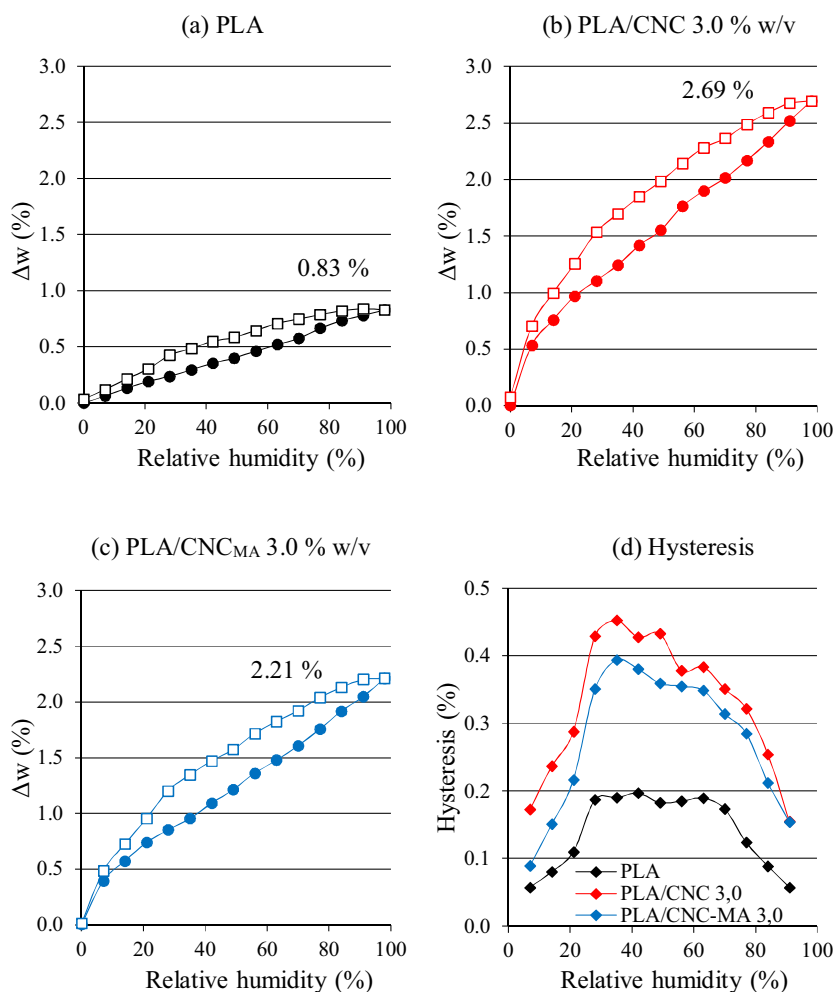 (a) PLA
3.0
2.5
2.0
1.5
1.0
0.5
0.0
Δw (%)
0.83 %
0 20 40 60 80 100
Relative humidity (%)
(b) PLA/CNC 3.0 % w/v
3.0
2.5
2.0
1.5
1.0
0.5
0.0
Δw (%)
2.69 %
0 20 40 60 80 100
Relative humidity (%)
(c) PLA/CNCMA 3.0 % w/v
3.0
2.5
2.0
1.5
1.0
0.5
0.0
Δw (%)
2.21 %
0 20 40 60 80 100
Relative humidity (%)
(d) Hysteresis
0.5
0.4
0.3
0.2
0.1
0.0
Hysteresis (%)
PLA
PLA/CNC 3,0
PLA/CNC-MA 3,0
0 20 40 60 80 100
Relative humidity (%)